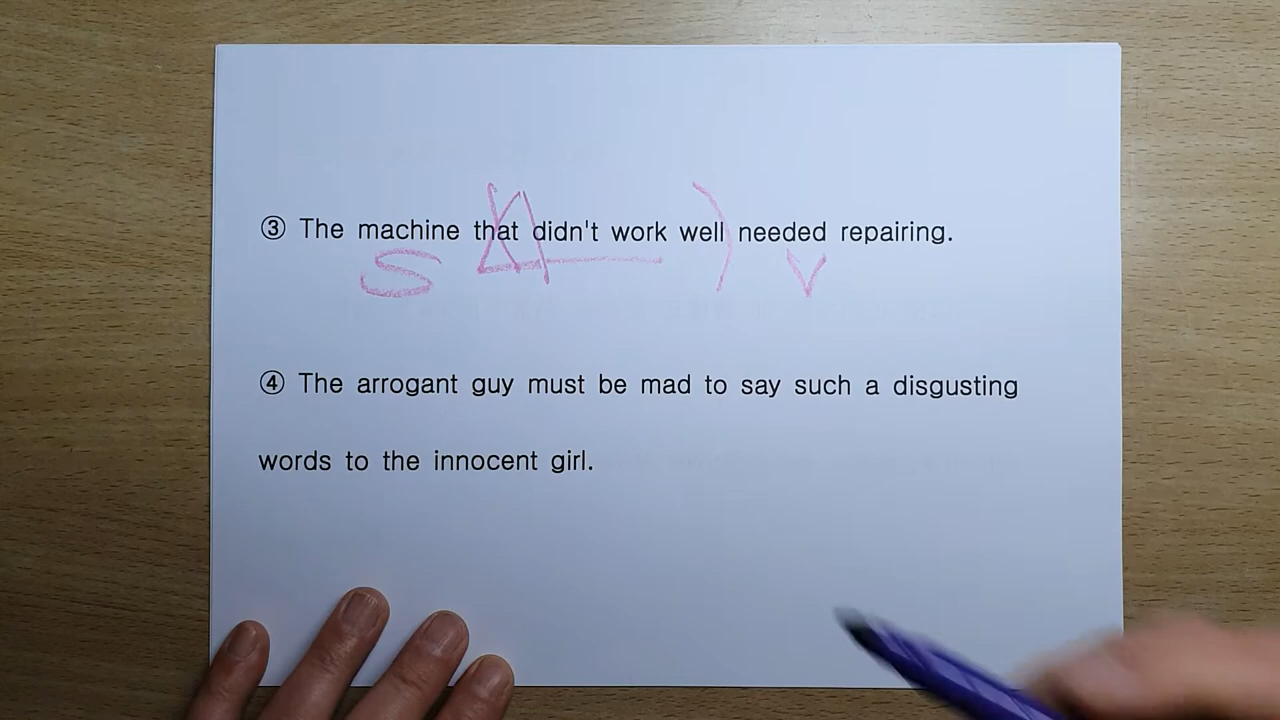 ③ The machine that didn't work well needed repairing.
S V
④ The arrogant guy must be mad to say such a disgusting
words to the innocent girl.